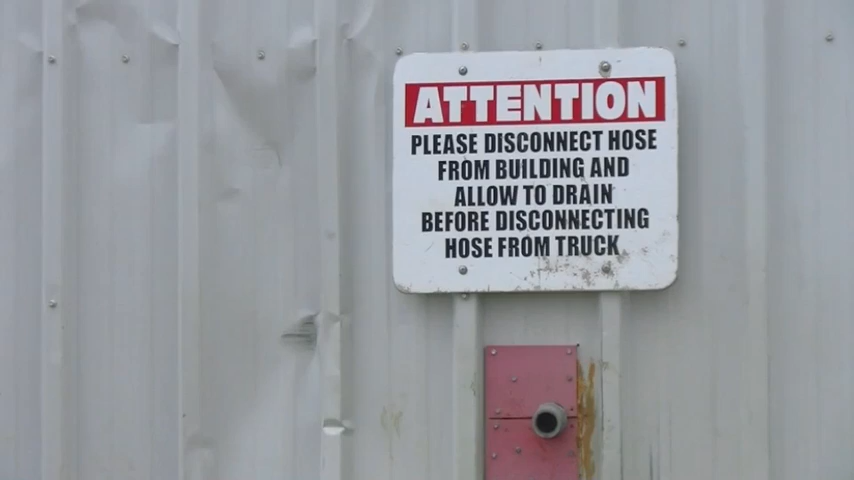 ATTENTION
PLEASE DISCONNECT HOSE
FROM BUILDING AND
ALLOW TO DRAIN
BEFORE DISCONNECTING
HOSE FROM TRUCK